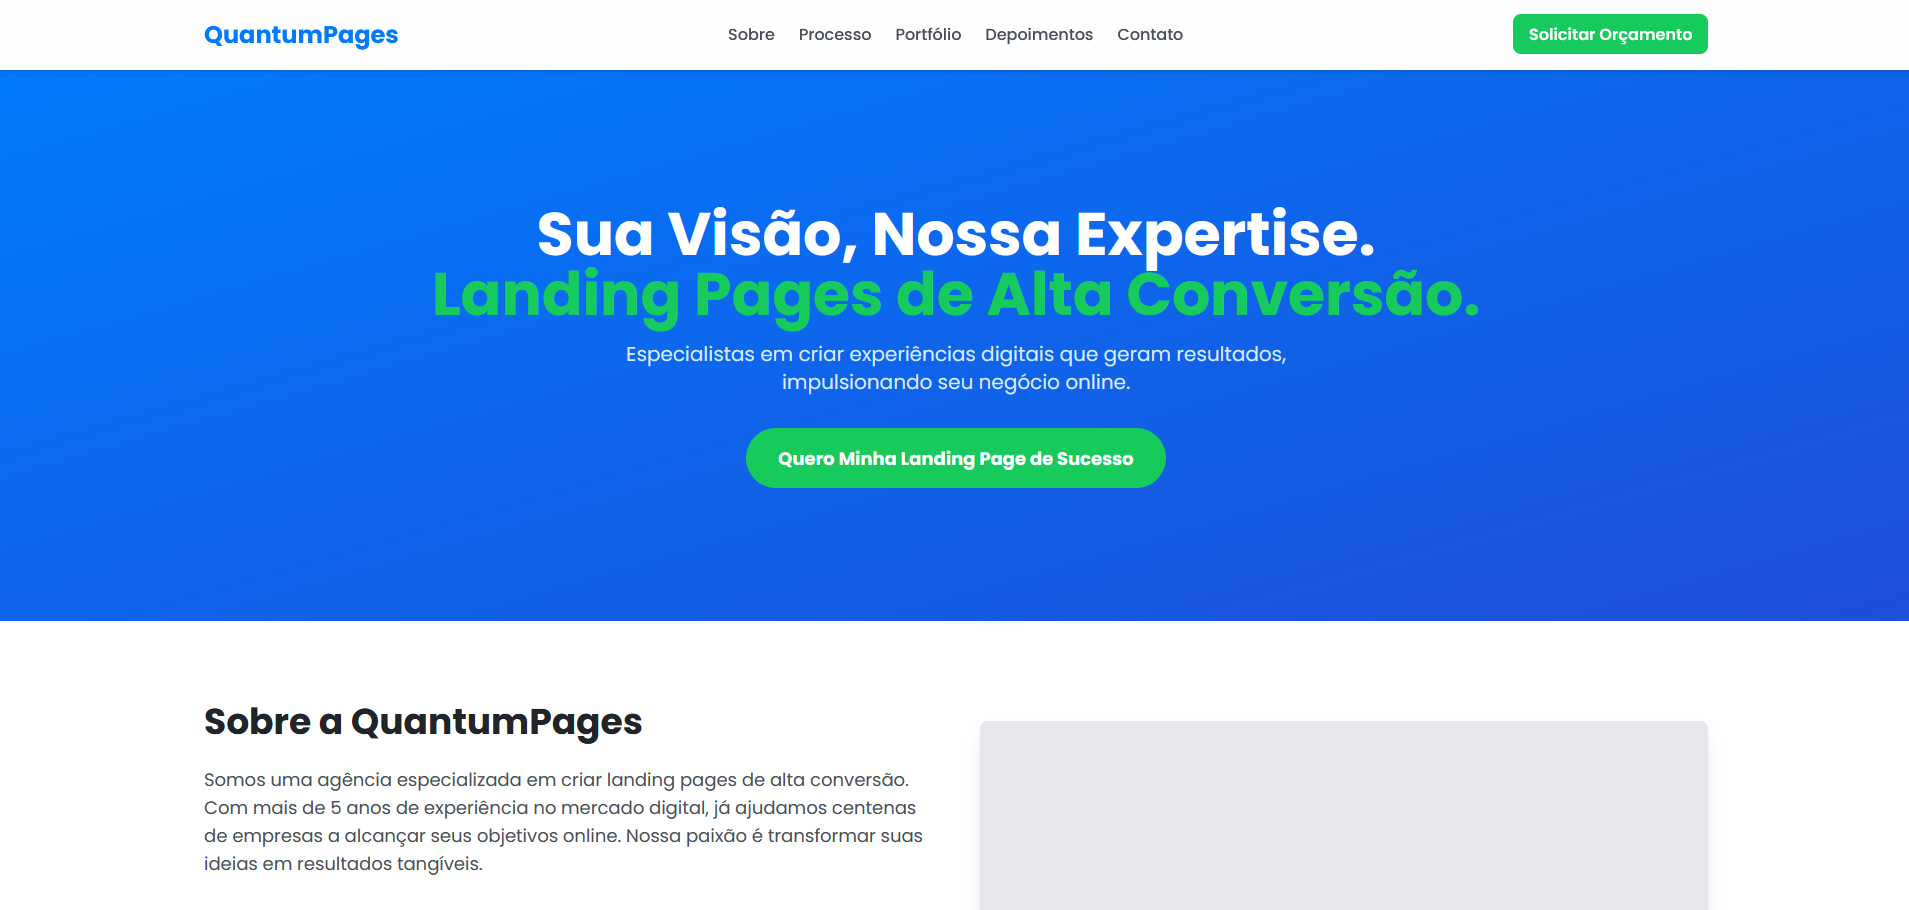 QuantumPages
Sobre Processo Portfólio Depoimentos Contato
Solicitar Orçamento
Sua Visão, Nossa Expertise.
Landing Pages de Alta Conversão.
Especialistas em criar experiências digitais que geram resultados,
impulsionando seu negócio online.
Quero Minha Landing Page de Sucesso
Sobre a QuantumPages
Somos uma agência especializada em criar landing pages de alta conversão.
Com mais de 5 anos de experiência no mercado digital, já ajudamos centenas
de empresas a alcançar seus objetivos online. Nossa paixão é transformar suas
ideias em resultados tangíveis.